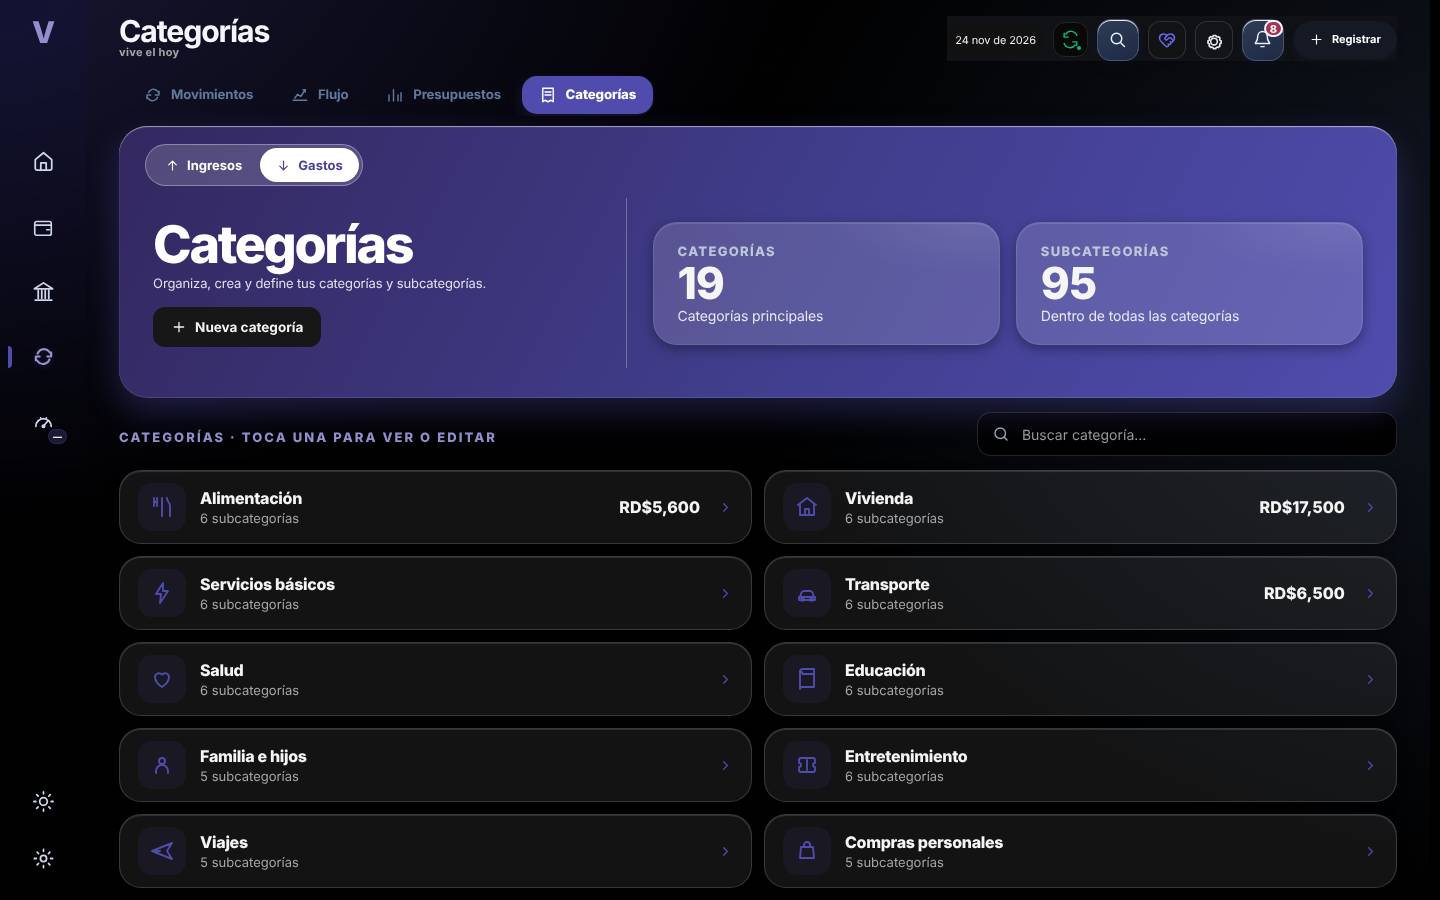 V
Categorías
vive el hoy
24 nov de 2026
8
Registrar
Movimientos
Flujo
Presupuestos
Categorías
Ingresos
Gastos
Categorías
Organiza, crea y define tus categorías y subcategorías.
Nueva categoría
CATEGORÍAS
19
Categorías principales
SUBCATEGORÍAS
95
Dentro de todas las categorías
CATEGORÍAS · TOCA UNA PARA VER O EDITAR
Buscar categoría...
Alimentación
6 subcategorías
RD$5,600
Vivienda
6 subcategorías
RD$17,500
Servicios básicos
6 subcategorías
Transporte
6 subcategorías
RD$6,500
Salud
6 subcategorías
Educación
6 subcategorías
Familia e hijos
5 subcategorías
Entretenimiento
6 subcategorías
Viajes
5 subcategorías
Compras personales
5 subcategorías